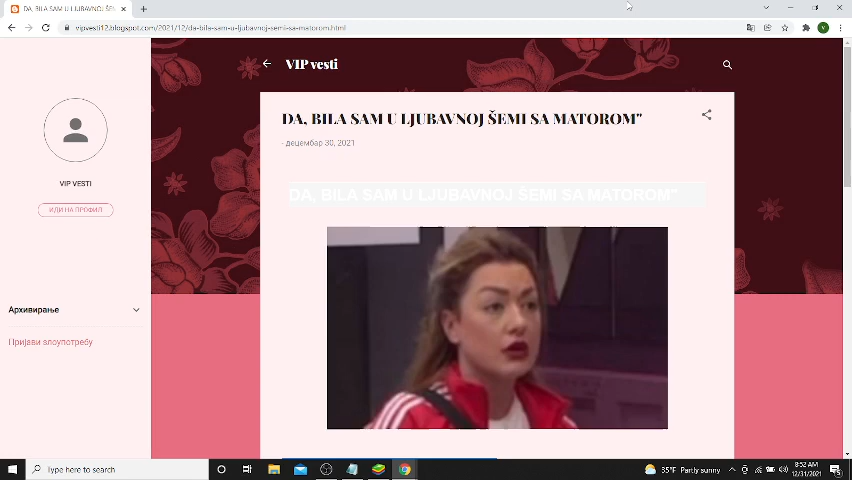 DA, BILA SAM U LJUBAVNOJ ŠEMI
vipvesti12.blogspot.com/2021/12/da-bila-sam-u-ljubavnoj-semi-sa-matorom.html
V
VIP vesti
DA, BILA SAM U LJUBAVNOJ ŠEMI SA MATOROM"
- децембар 30, 2021
DA, BILA SAM U LJUBAVNOJ ŠEMI SA MATOROM"
VIP VESTI
ИДИ НА ПРОФИЛ
Архивирање
Пријави злоупотребу
Type here to search
35°F Partly sunny
8:52 AM
12/31/2021